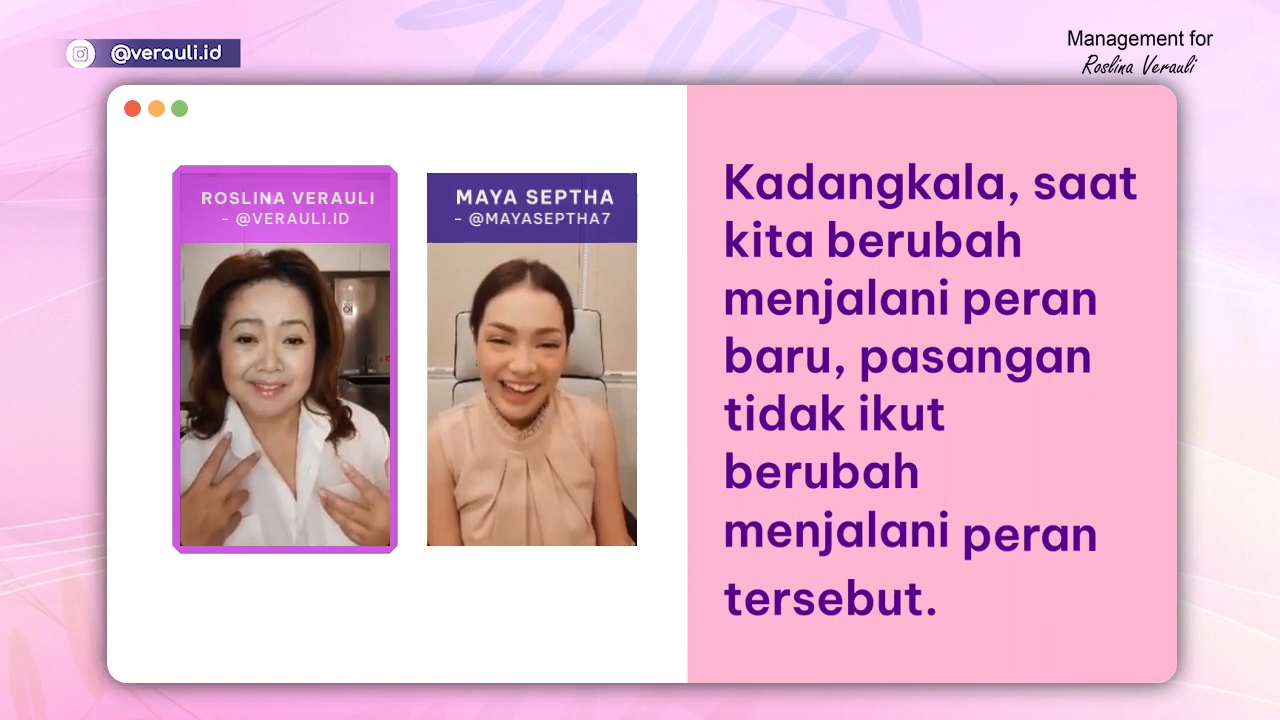 @verauli.id
Management for
Roslina Verauli
ROSLINA VERAULI
- @VERAULI.ID
MAYA SEPTHA
- @MAYASEPTHA7
Kadangkala, saat
kita berubah
menjalani peran
baru, pasangan
tidak ikut
berubah
menjalani peran
tersebut.